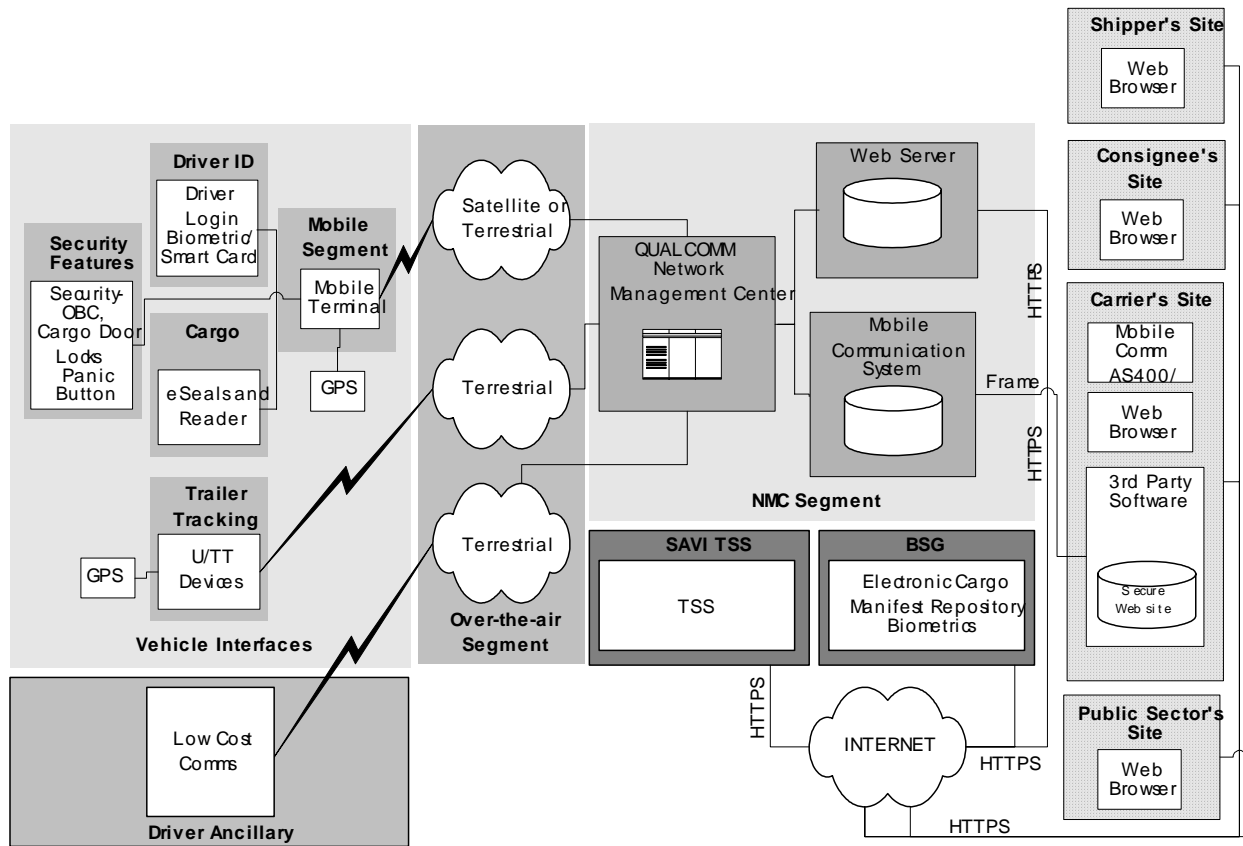 Driver ID
Driver
Login
Biometric/
Smart Card
Security
Features
Security-
OBC,
Cargo Door
Locks
Panic
Button
Mobile
Segment
Mobile
Terminal
GPS
Cargo
eSeals and
Reader
Trailer
Tracking
U/TT
Devices
GPS
Vehicle Interfaces
Low Cost
Comms
Driver Ancillary
Satellite or
Terrestrial
Terrestrial
Terrestrial
Over-the-air
Segment
QUALCOMM
Network
Management Center
Web Server
Mobile
Communication
System
NMC Segment
HTTPS
Frame
HTTPS
SAVI TSS
TSS
BSG
Electronic Cargo
Manifest Repository
Biometrics
HTTPS
INTERNET
HTTPS
HTTPS
Shipper's Site
Web
Browser
Consignee's
Site
Web
Browser
Carrier's Site
Mobile
Comm
AS400/
Web
Browser
3rd Party
Software
Secure
Web site
Public Sector's
Site
Web
Browser